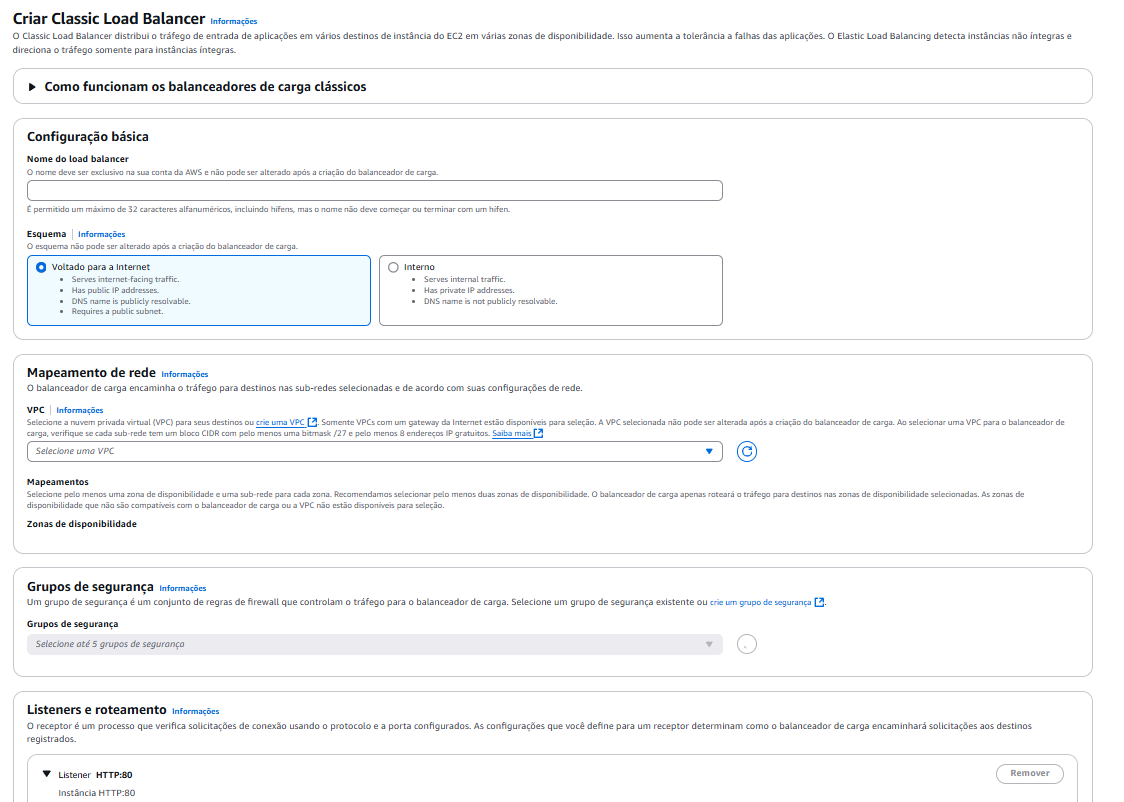 Criar Classic Load Balancer Informações
O Classic Load Balancer distribui o tráfego de entrada de aplicações em vários destinos de instância do EC2 em várias zonas de disponibilidade. Isso aumenta a tolerância a falhas das aplicações. O Elastic Load Balancing detecta instâncias não íntegras e
direciona o tráfego somente para instâncias íntegras.
Como funcionam os balanceadores de carga clássicos
Configuração básica
Nome do load balancer
O nome deve ser exclusivo na sua conta da AWS e não pode ser alterado após a criação do balanceador de carga.
É permitido um máximo de 32 caracteres alfanuméricos, incluindo hífens, mas o nome não deve começar ou terminar com um hífen.
Esquema Informações
O esquema não pode ser alterado após a criação do balanceador de carga.
Voltado para a Internet
• Serves internet-facing traffic.
• Has public IP addresses.
• DNS name is publicly resolvable.
• Requires a public subnet.
Interno
• Serves internal traffic.
• Has private IP addresses.
• DNS name is not publicly resolvable.
Mapeamento de rede Informações
O balanceador de carga encaminha o tráfego para destinos nas sub-redes selecionadas e de acordo com suas configurações de rede.
VPC Informações
Selecione a nuvem privada virtual (VPC) para seus destinos ou crie uma VPC. Somente VPCs com um gateway da Internet estão disponíveis para seleção. A VPC selecionada não pode ser alterada após a criação do balanceador de carga. Ao selecionar uma VPC para o balanceador de
carga, verifique se cada sub-rede tem um bloco CIDR com pelo menos uma bitmask /27 e pelo menos 8 endereços IP gratuitos. Saiba mais
Selecione uma VPC
Mapeamentos
Selecione pelo menos uma zona de disponibilidade e uma sub-rede para cada zona. Recomendamos selecionar pelo menos duas zonas de disponibilidade. O balanceador de carga apenas roteará o tráfego para destinos nas zonas de disponibilidade selecionadas. As zonas de
disponibilidade que não são compatíveis com o balanceador de carga ou a VPC não estão disponíveis para seleção.
Zonas de disponibilidade
Grupos de segurança Informações
Um grupo de segurança é um conjunto de regras de firewall que controlam o tráfego para o balanceador de carga. Selecione um grupo de segurança existente ou crie um grupo de segurança.
Grupos de segurança
Selecione até 5 grupos de segurança
Listeners e roteamento Informações
O receptor é um processo que verifica solicitações de conexão usando o protocolo e a porta configurados. As configurações que você define para um receptor determinam como o balanceador de carga encaminhará solicitações aos destinos
registrados.
Listener HTTP:80
Remover
Instância HTTP:80